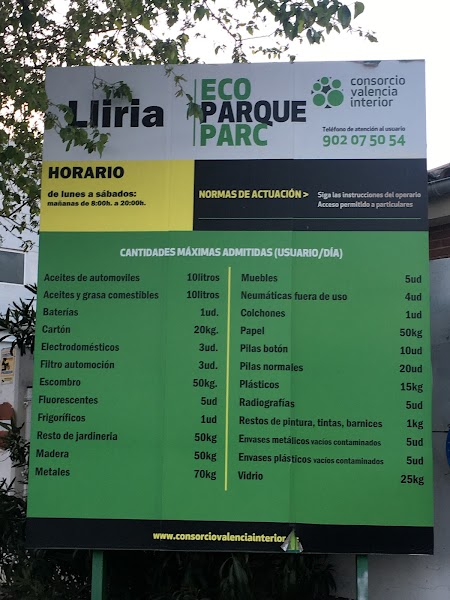 Lliria
ECO
PARQUE
PARC
consorcio
valencia
interior
Teléfono de atención al usuario
902 07 50 54
HORARIO
de lunes a sábados:
mañanas de 8:00h. a 20:00h.
NORMAS DE ACTUACIÓN >
Siga las instrucciones del operario
Acceso permitido a particulares
CANTIDADES MÁXIMAS ADMITIDAS (USUARIO/DÍA)
Aceites de automoviles 10litros
Aceites y grasa comestibles 10litros
Baterías 1ud.
Cartón 20kg.
Electrodomésticos 3ud.
Filtro automoción 3ud.
Escombro 50kg.
Fluorescentes 5ud
Frigoríficos 1ud
Resto de jardineria 50kg
Madera 50kg
Metales 70kg
Muebles 5ud
Neumáticas fuera de uso 4ud
Colchones 1ud
Papel 50kg
Pilas botón 10ud
Pilas normales 20ud
Plásticos 15kg
Radiografías 5ud
Restos de pintura, tintas, barnices 1kg
Envases metálicos vacíos contaminados 5ud
Envases plásticos vacíos contaminados 5ud
Vidrio 25kg
www.consorciovalenciainterior.